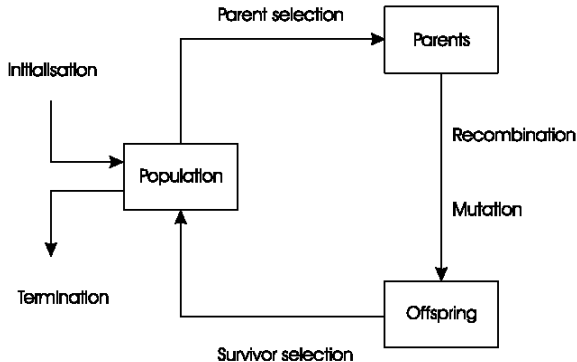 Parent selection
Parents
Initialisation
Recombination
Population
Mutation
Termination
Offspring
Survivor selection